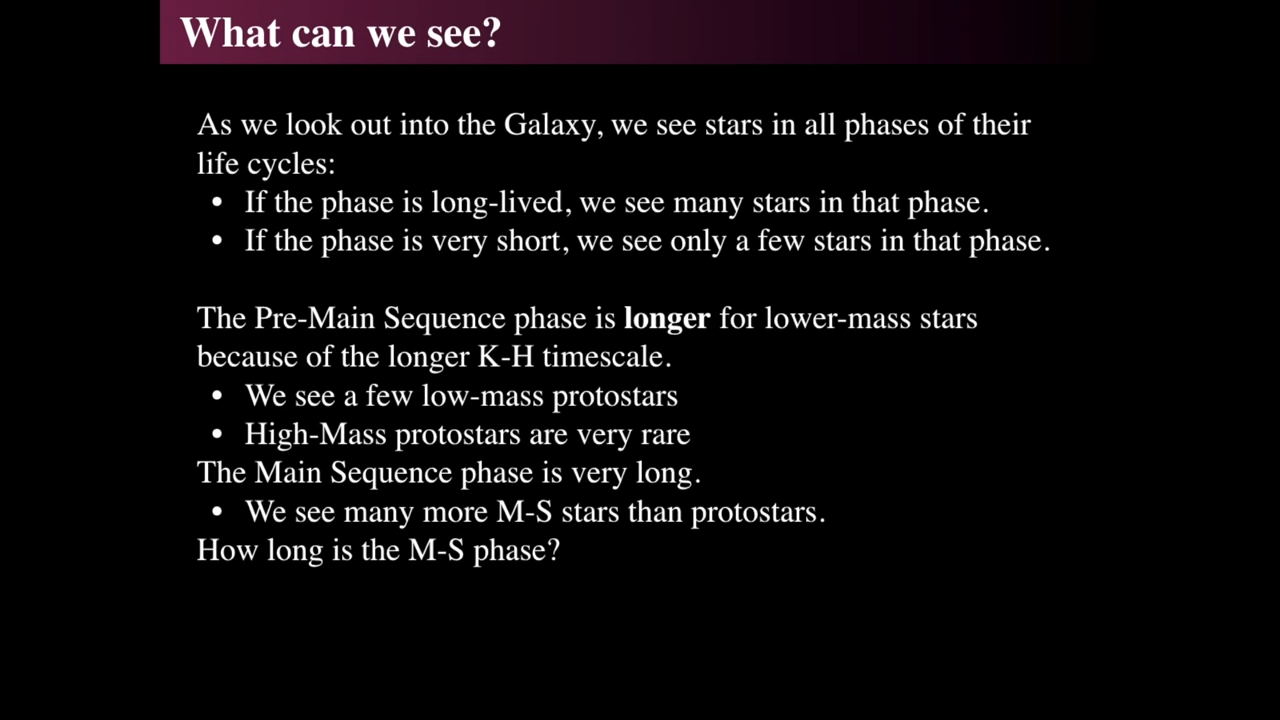 What can we see?
As we look out into the Galaxy, we see stars in all phases of their
life cycles:
• If the phase is long-lived, we see many stars in that phase.
• If the phase is very short, we see only a few stars in that phase.
The Pre-Main Sequence phase is longer for lower-mass stars
because of the longer K-H timescale.
• We see a few low-mass protostars
• High-Mass protostars are very rare
The Main Sequence phase is very long.
• We see many more M-S stars than protostars.
How long is the M-S phase?